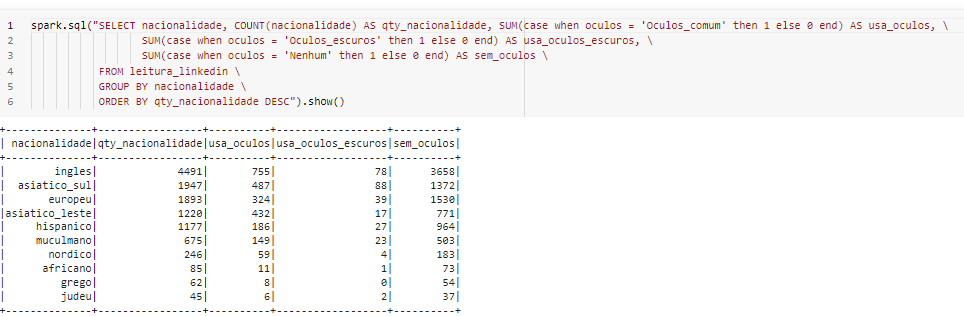 1 spark.sql("SELECT nacionalidade, COUNT(nacionalidade) AS qty_nacionalidade, SUM(case when oculos = 'Oculos_comum' then 1 else 0 end) AS usa_oculos, \
2 SUM(case when oculos = 'Oculos_escuros' then 1 else 0 end) AS usa_oculos_escuros, \
3 SUM(case when oculos = 'Nenhum' then 1 else 0 end) AS sem_oculos \
4 FROM leitura_linkedin \
5 GROUP BY nacionalidade \
6 ORDER BY qty_nacionalidade DESC").show()
+--------------+-----------------+----------+------------------+----------+
| nacionalidade|qty_nacionalidade|usa_oculos|usa_oculos_escuros|sem_oculos|
+--------------+-----------------+----------+------------------+----------+
|        ingles|             4491|       755|                78|      3658|
|   asiatico_sul|             1947|       487|                88|      1372|
|       europeu|             1893|       324|                39|      1530|
|asiatico_leste|             1220|       432|                17|       771|
|     hispanico|             1177|       186|                27|       964|
|     muculmano|              675|       149|                23|       503|
|       nordico|              246|        59|                 4|       183|
|      africano|               85|        11|                 1|        73|
|         grego|               62|         8|                 0|        54|
|         judeu|               45|         6|                 2|        37|
+--------------+-----------------+----------+------------------+----------+